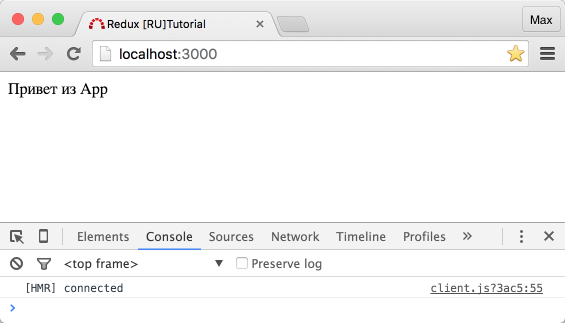 Redux [RU]Tutorial
Max
localhost:3000
Привет из App
Elements Console Sources Network Timeline Profiles »
<top frame> Preserve log
[HMR] connected client.js?3ac5:55